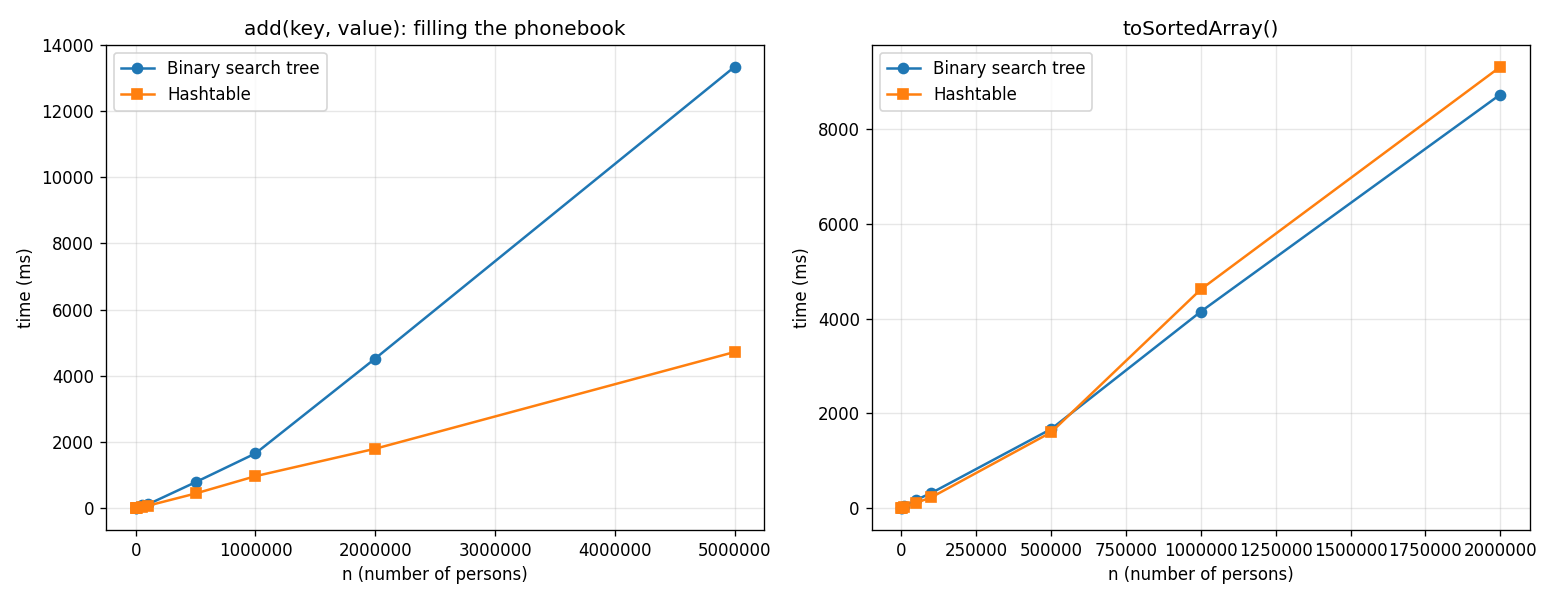 add(key, value): filling the phonebook
14000
12000
10000
8000
6000
4000
2000
0
time (ms)
Binary search tree
Hashtable
0 1000000 2000000 3000000 4000000 5000000
n (number of persons)
toSortedArray()
8000
6000
4000
2000
0
time (ms)
Binary search tree
Hashtable
0 250000 500000 750000 1000000 1250000 1500000 1750000 2000000
n (number of persons)